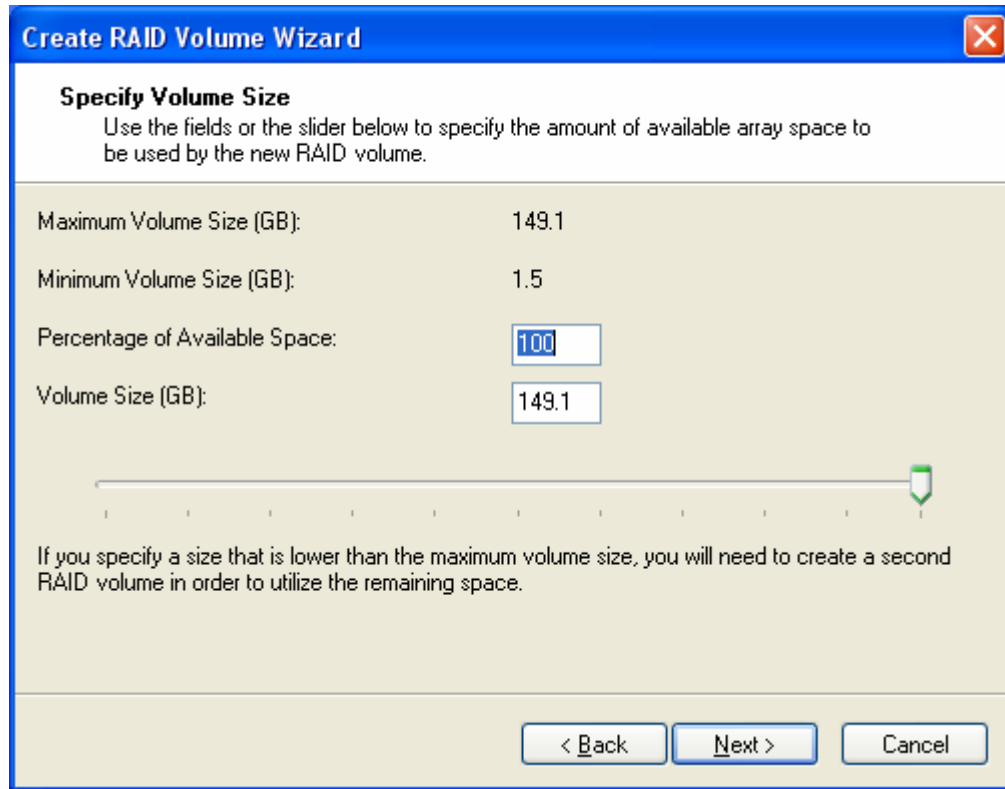 Create RAID Volume Wizard
Specify Volume Size
Use the fields or the slider below to specify the amount of available array space to
be used by the new RAID volume.
Maximum Volume Size (GB): 149.1
Minimum Volume Size (GB): 1.5
Percentage of Available Space: 100
Volume Size (GB): 149.1
If you specify a size that is lower than the maximum volume size, you will need to create a second
RAID volume in order to utilize the remaining space.
< Back Next > Cancel